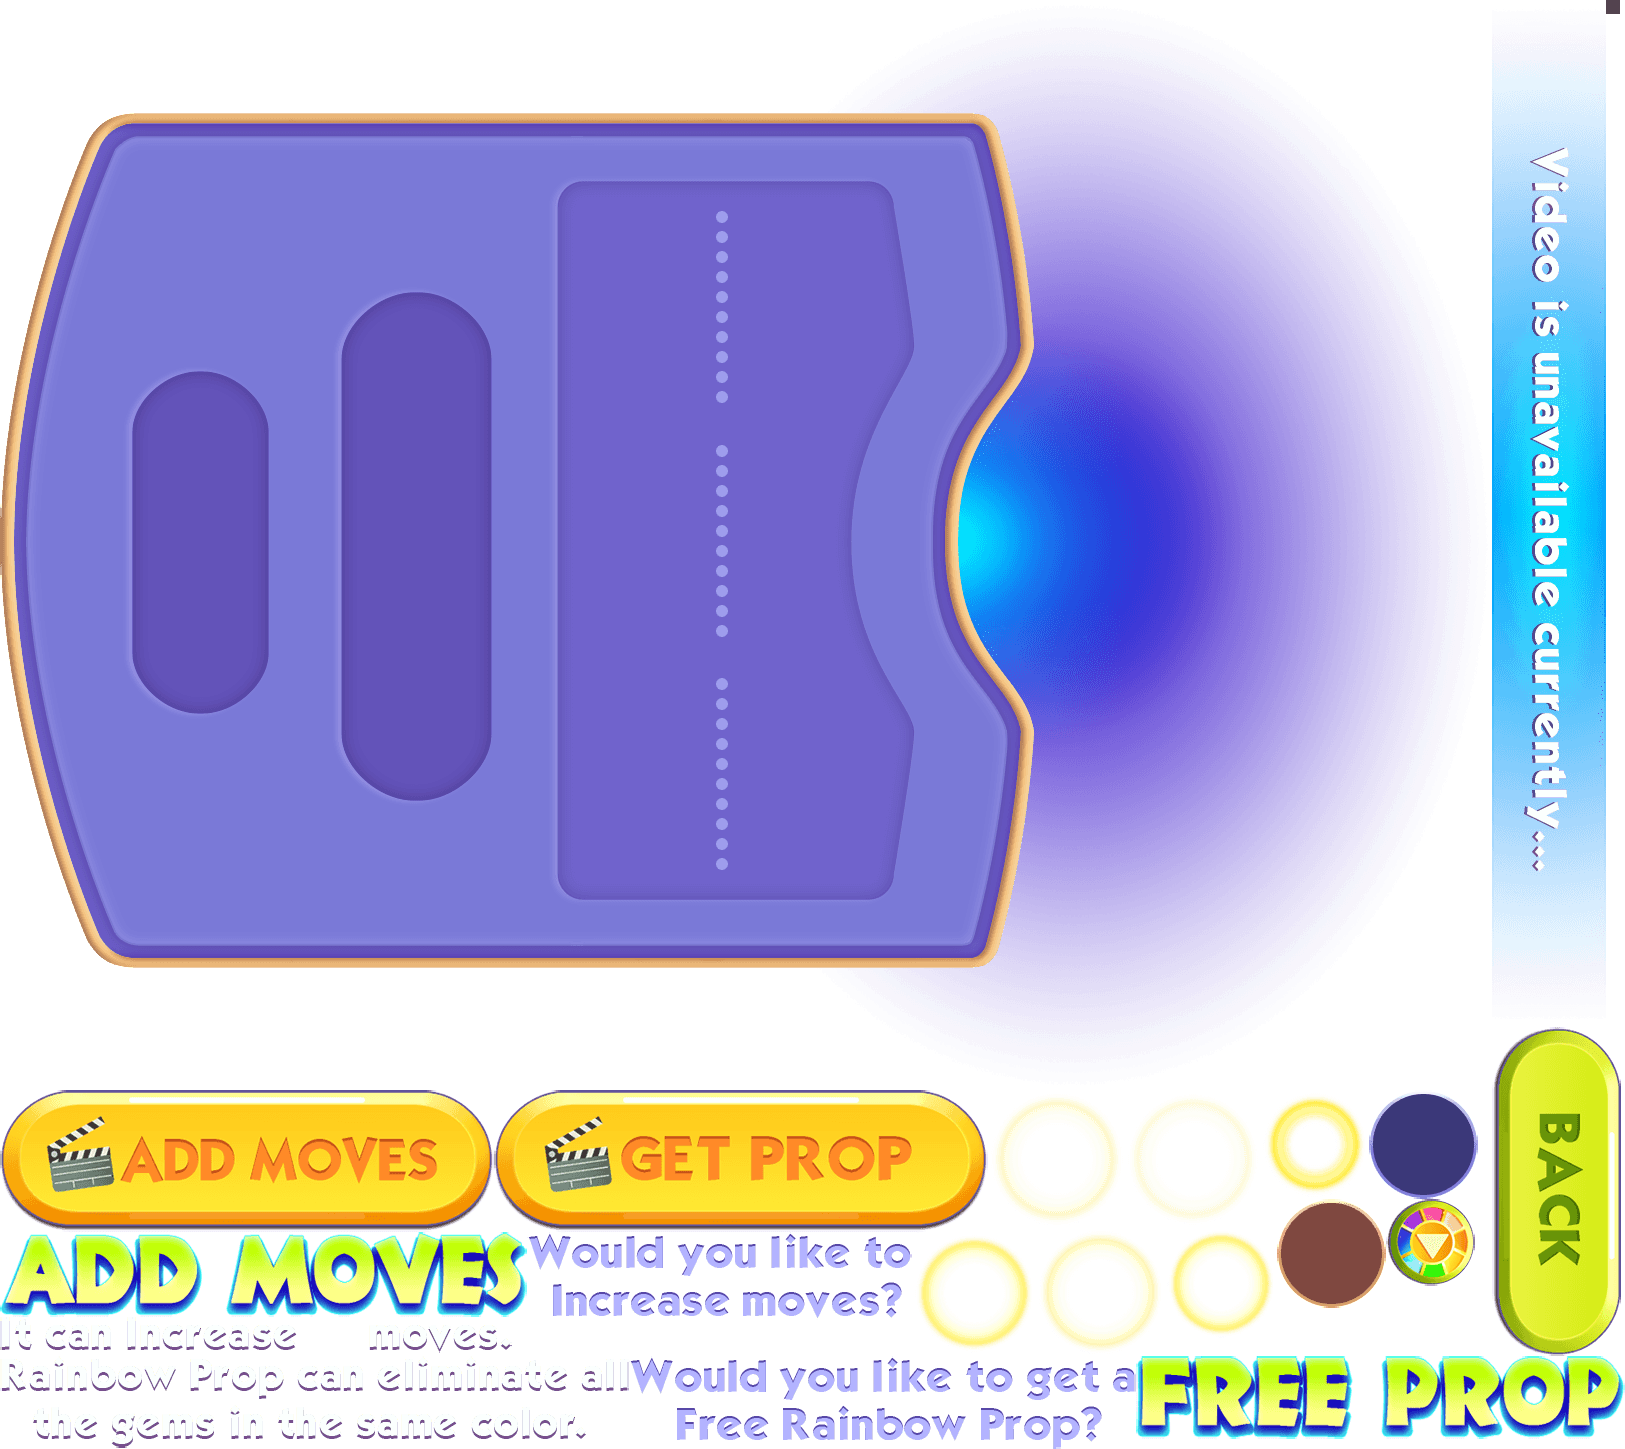 Video is unavailable currently...
ADD MOVES
GET PROP
BACK
ADD MOVES
Would you like to
Increase moves?
It can Increase moves.
Rainbow Prop can eliminate all
the gems in the same color.
Would you like to get a
Free Rainbow Prop?
FREE PROP